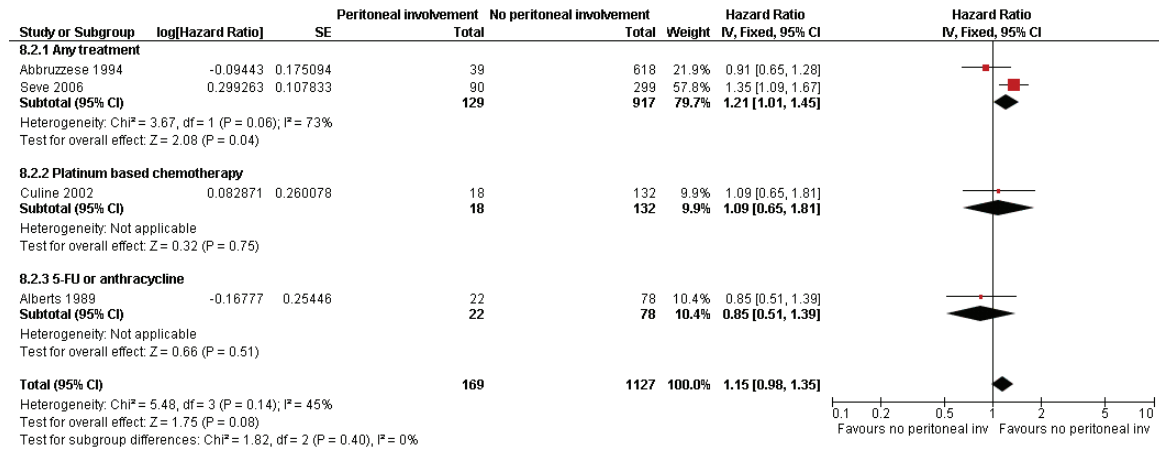 Peritoneal involvement No peritoneal involvement Hazard Ratio Hazard Ratio
Study or Subgroup log[Hazard Ratio] SE Total Total Weight IV, Fixed, 95% CI IV, Fixed, 95% CI
8.2.1 Any treatment
Abbruzzese 1994 -0.09443 0.175094 39 618 21.9% 0.91 [0.65, 1.28]
Seve 2006 0.299263 0.107833 90 299 57.8% 1.35 [1.09, 1.67]
Subtotal (95% CI) 129 917 79.7% 1.21 [1.01, 1.45]
Heterogeneity: Chi² = 3.67, df = 1 (P = 0.06); I² = 73%
Test for overall effect: Z = 2.08 (P = 0.04)
8.2.2 Platinum based chemotherapy
Culine 2002 0.082871 0.260078 18 132 9.9% 1.09 [0.65, 1.81]
Subtotal (95% CI) 18 132 9.9% 1.09 [0.65, 1.81]
Heterogeneity: Not applicable
Test for overall effect: Z = 0.32 (P = 0.75)
8.2.3 5-FU or anthracycline
Alberts 1989 -0.16777 0.25446 22 78 10.4% 0.85 [0.51, 1.39]
Subtotal (95% CI) 22 78 10.4% 0.85 [0.51, 1.39]
Heterogeneity: Not applicable
Test for overall effect: Z = 0.66 (P = 0.51)
Total (95% CI) 169 1127 100.0% 1.15 [0.98, 1.35]
Heterogeneity: Chi² = 5.48, df = 3 (P = 0.14); I² = 45%
Test for overall effect: Z = 1.75 (P = 0.08)
Test for subgroup differences: Chi² = 1.82, df = 2 (P = 0.40), I² = 0%
0.1 0.2 0.5 1 2 5 10
Favours no peritoneal inv Favours no peritoneal inv